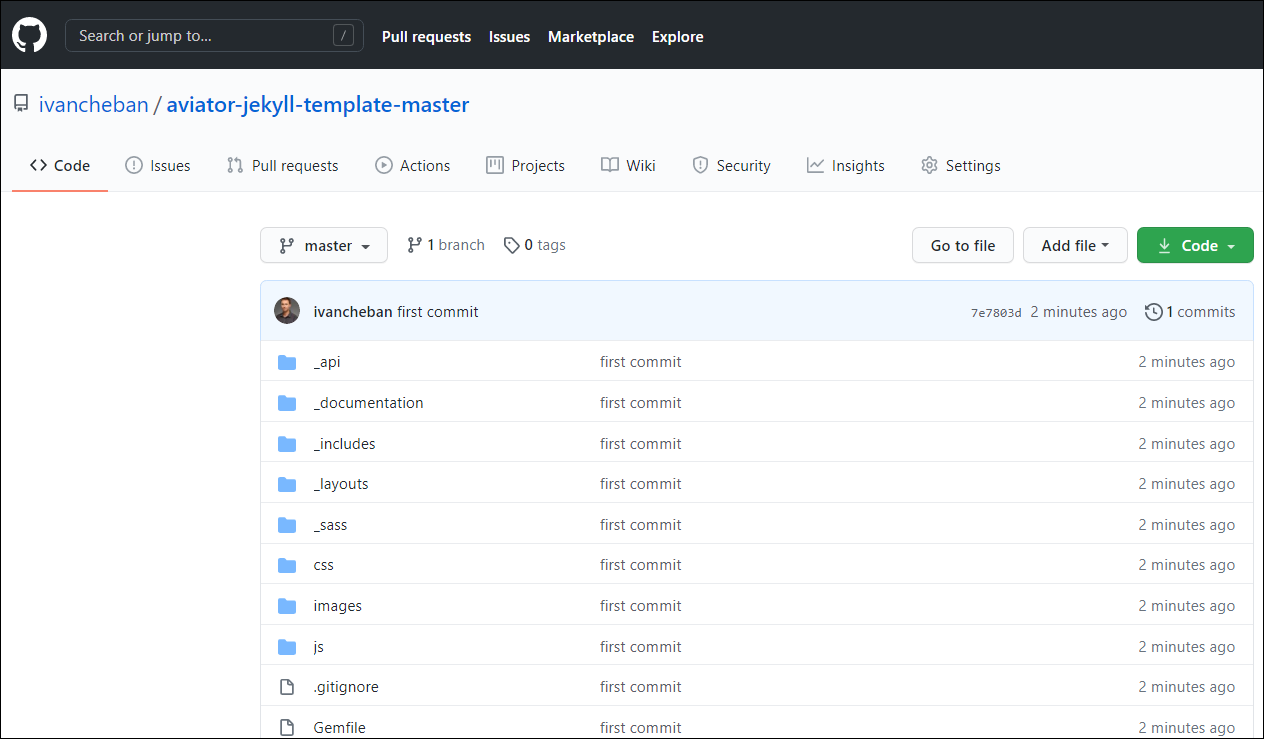 Search or jump to... / Pull requests Issues Marketplace Explore
ivancheban / aviator-jekyll-template-master
Code Issues Pull requests Actions Projects Wiki Security Insights Settings
master 1 branch 0 tags Go to file Add file Code
ivancheban first commit 7e7803d 2 minutes ago 1 commits
_api first commit 2 minutes ago
_documentation first commit 2 minutes ago
_includes first commit 2 minutes ago
_layouts first commit 2 minutes ago
_sass first commit 2 minutes ago
css first commit 2 minutes ago
images first commit 2 minutes ago
js first commit 2 minutes ago
.gitignore first commit 2 minutes ago
Gemfile first commit 2 minutes ago